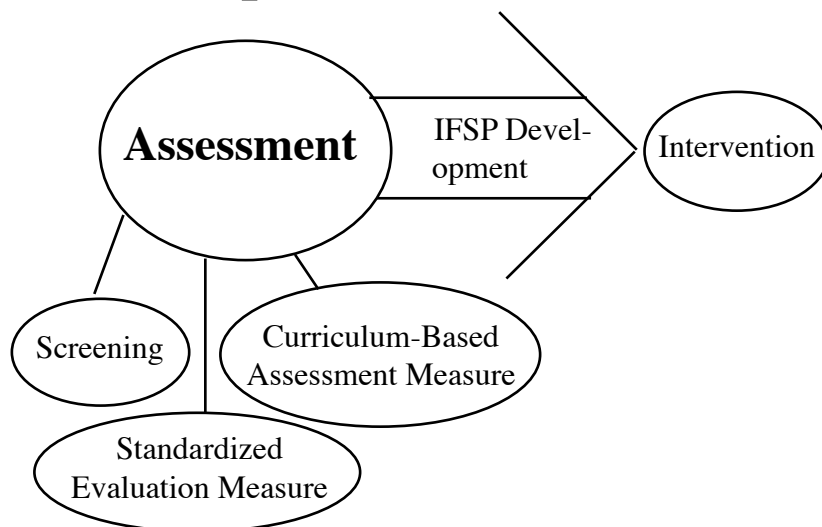 Assessment
IFSP Devel-
opment
Intervention
Screening
Curriculum-Based
Assessment Measure
Standardized
Evaluation Measure